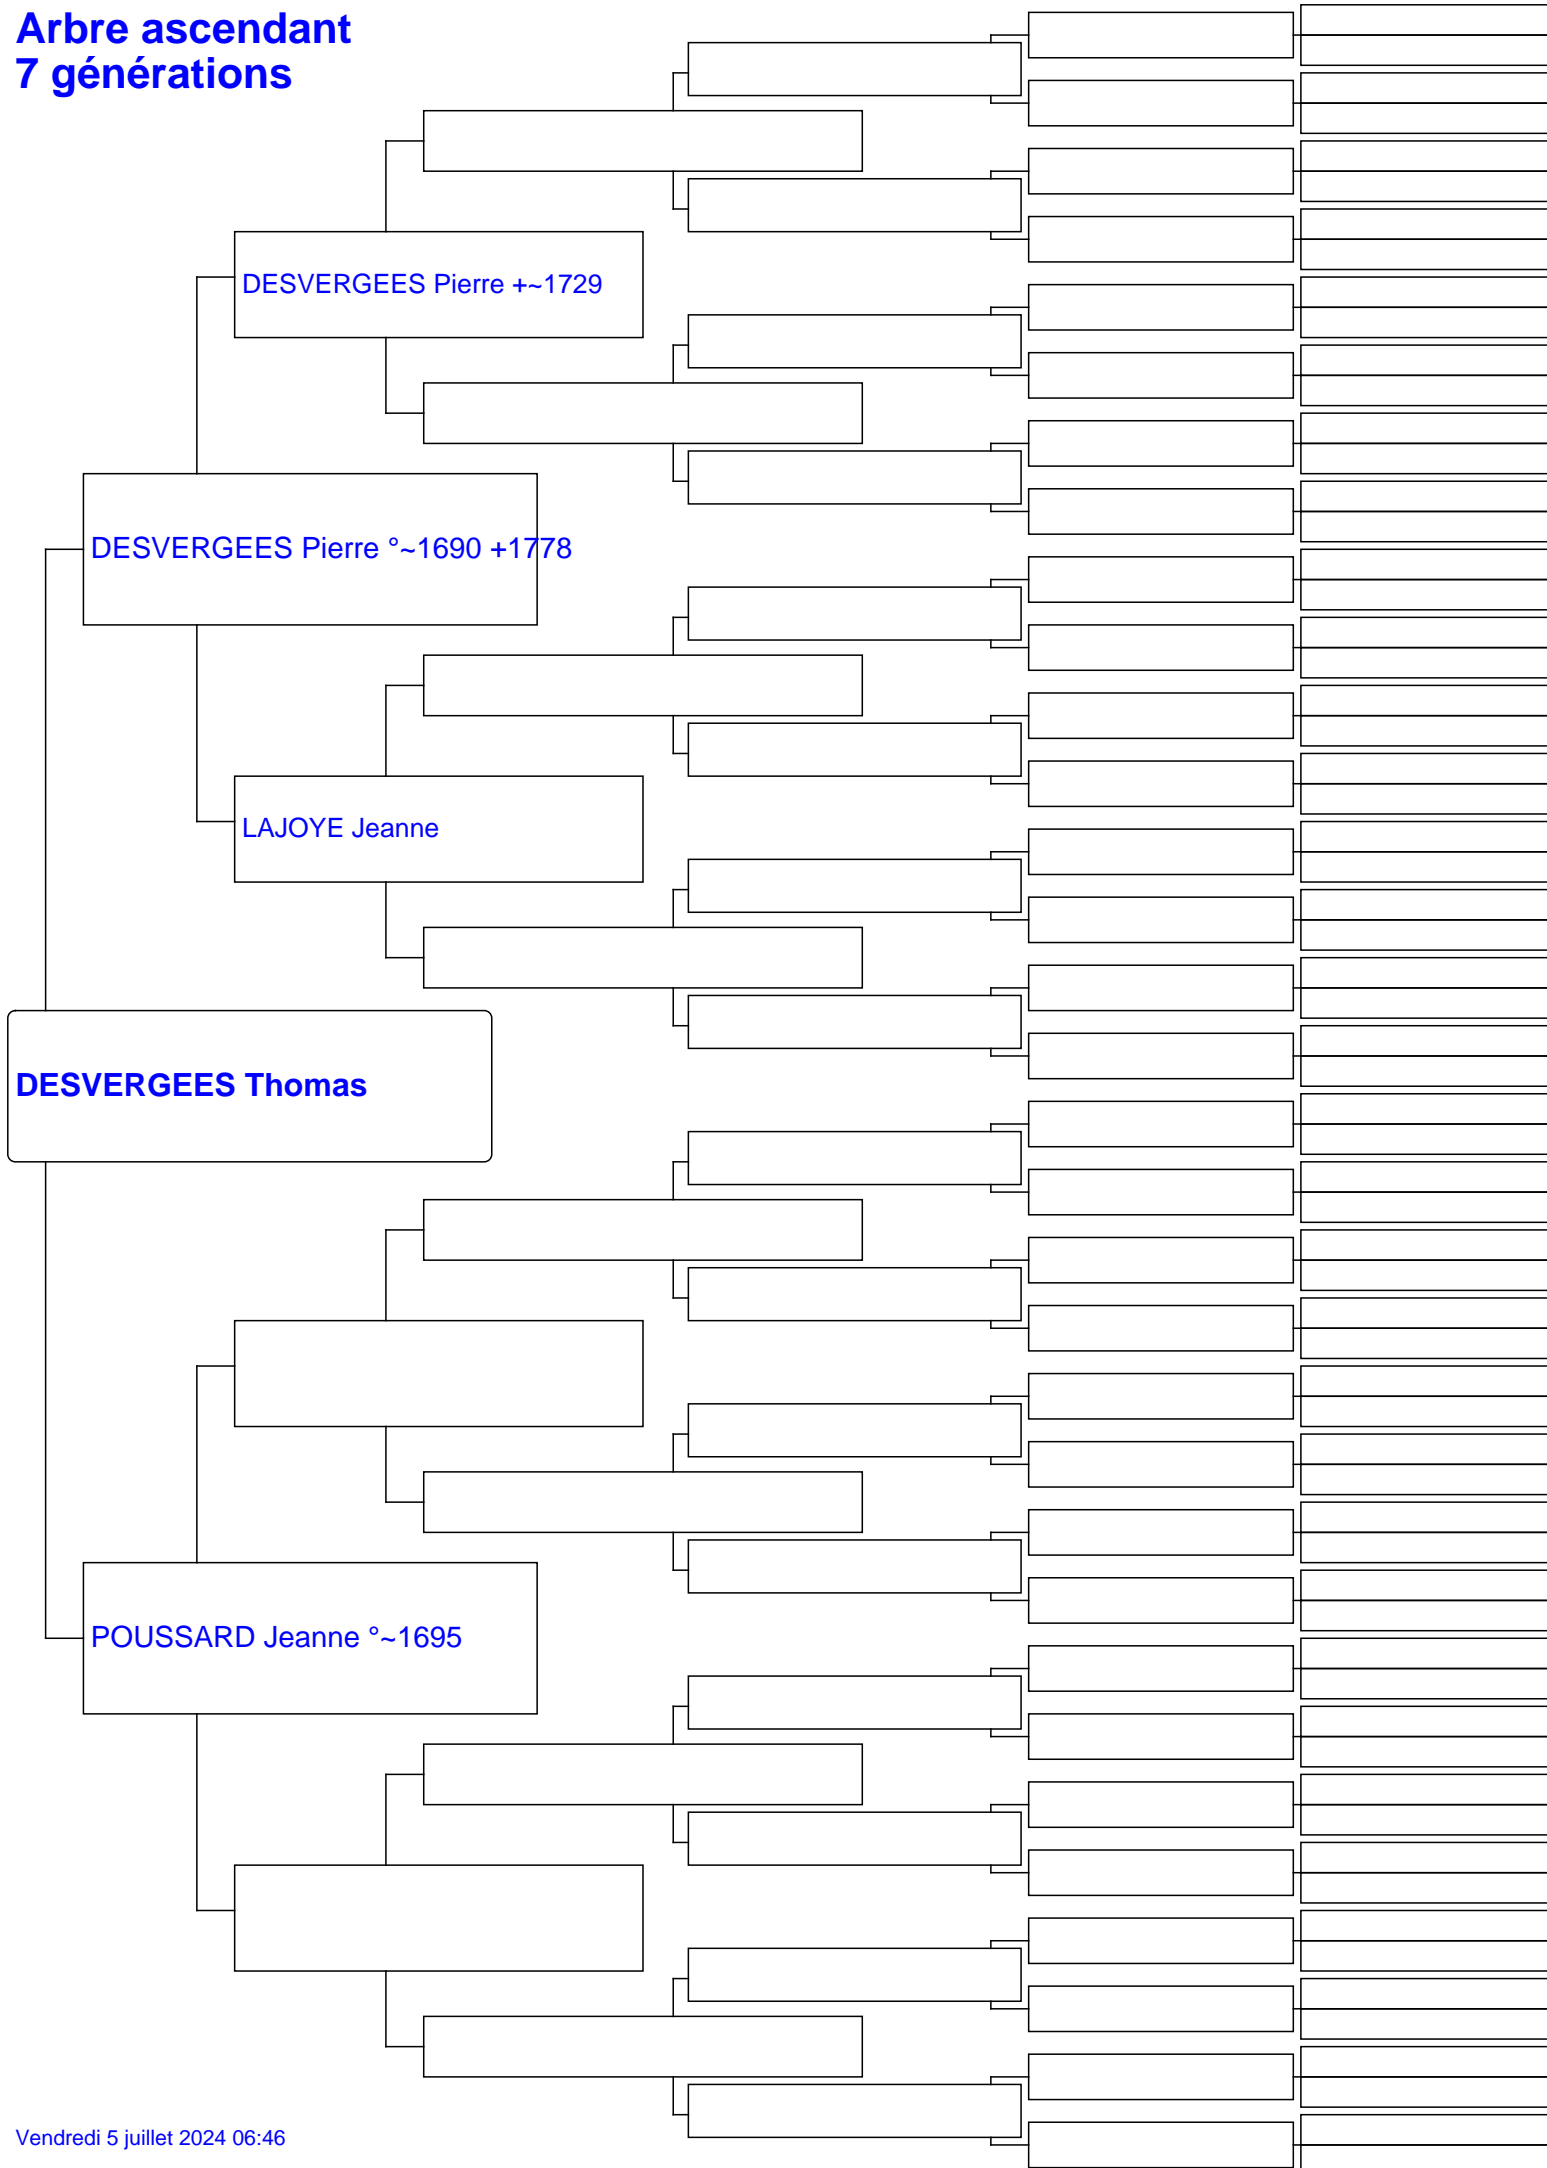 Arbre ascendant
7 générations
DESVERGEES Pierre +~1729
DESVERGEES Pierre °~1690 +1778
LAJOYE Jeanne
DESVERGEES Thomas
POUSSARD Jeanne °~1695
Vendredi 5 juillet 2024 06:46